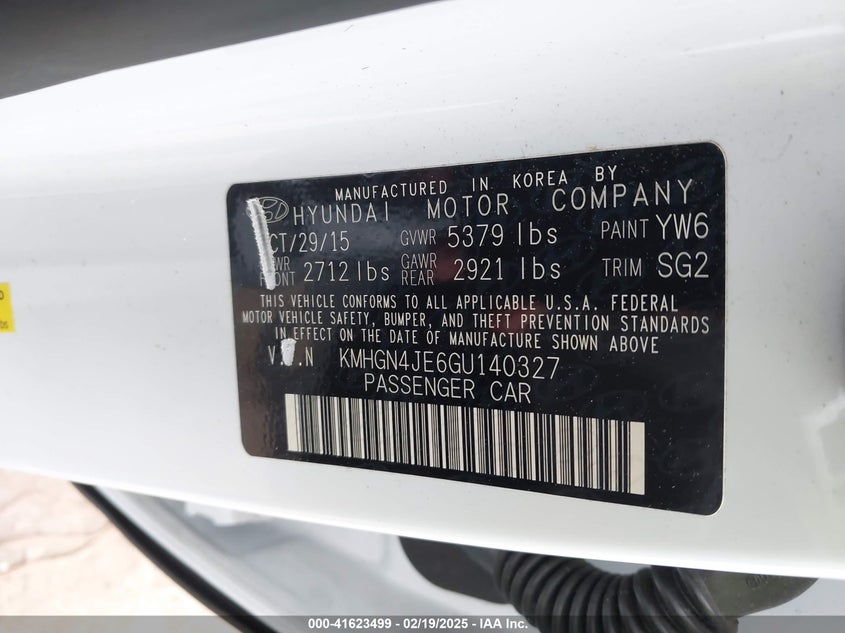 MANUFACTURED IN KOREA BY
HYUNDAI MOTOR COMPANY
CT/29/15 GVWR 5379 lbs PAINT YW6
FRONT 2712 lbs GAWR REAR 2921 lbs TRIM SG2
THIS VEHICLE CONFORMS TO ALL APPLICABLE U.S.A. FEDERAL
MOTOR VEHICLE SAFETY, BUMPER, AND THEFT PREVENTION STANDARDS
IN EFFECT ON THE DATE OF MANUFACTURE SHOWN ABOVE
V.I.N KMHGN4JE6GU140327
PASSENGER CAR
000-41623499 — 02/19/2025 — IAA Inc.